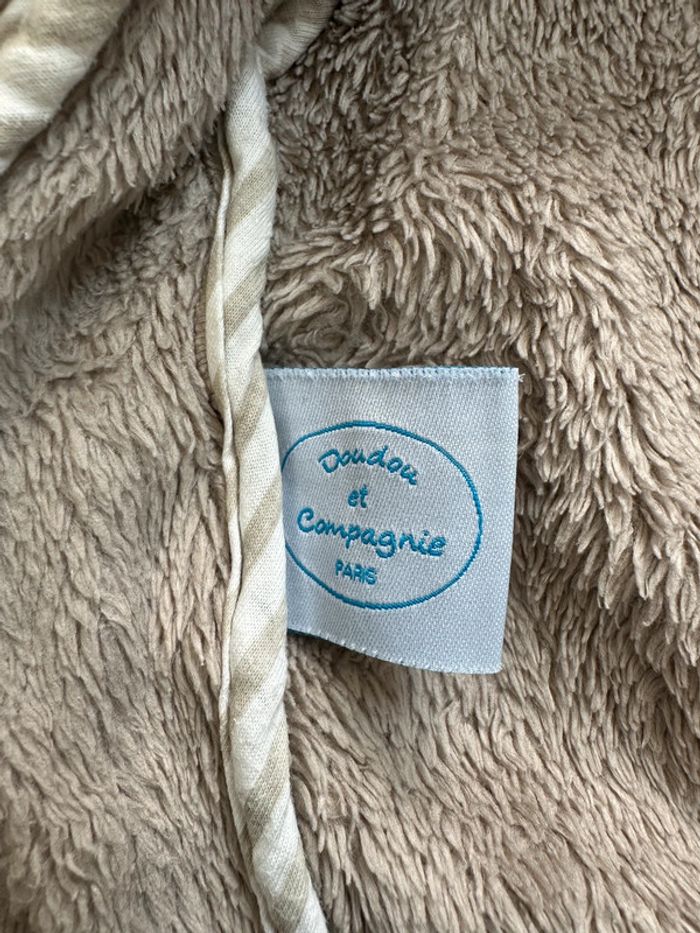 Doudou
et
Compagnie
PARIS